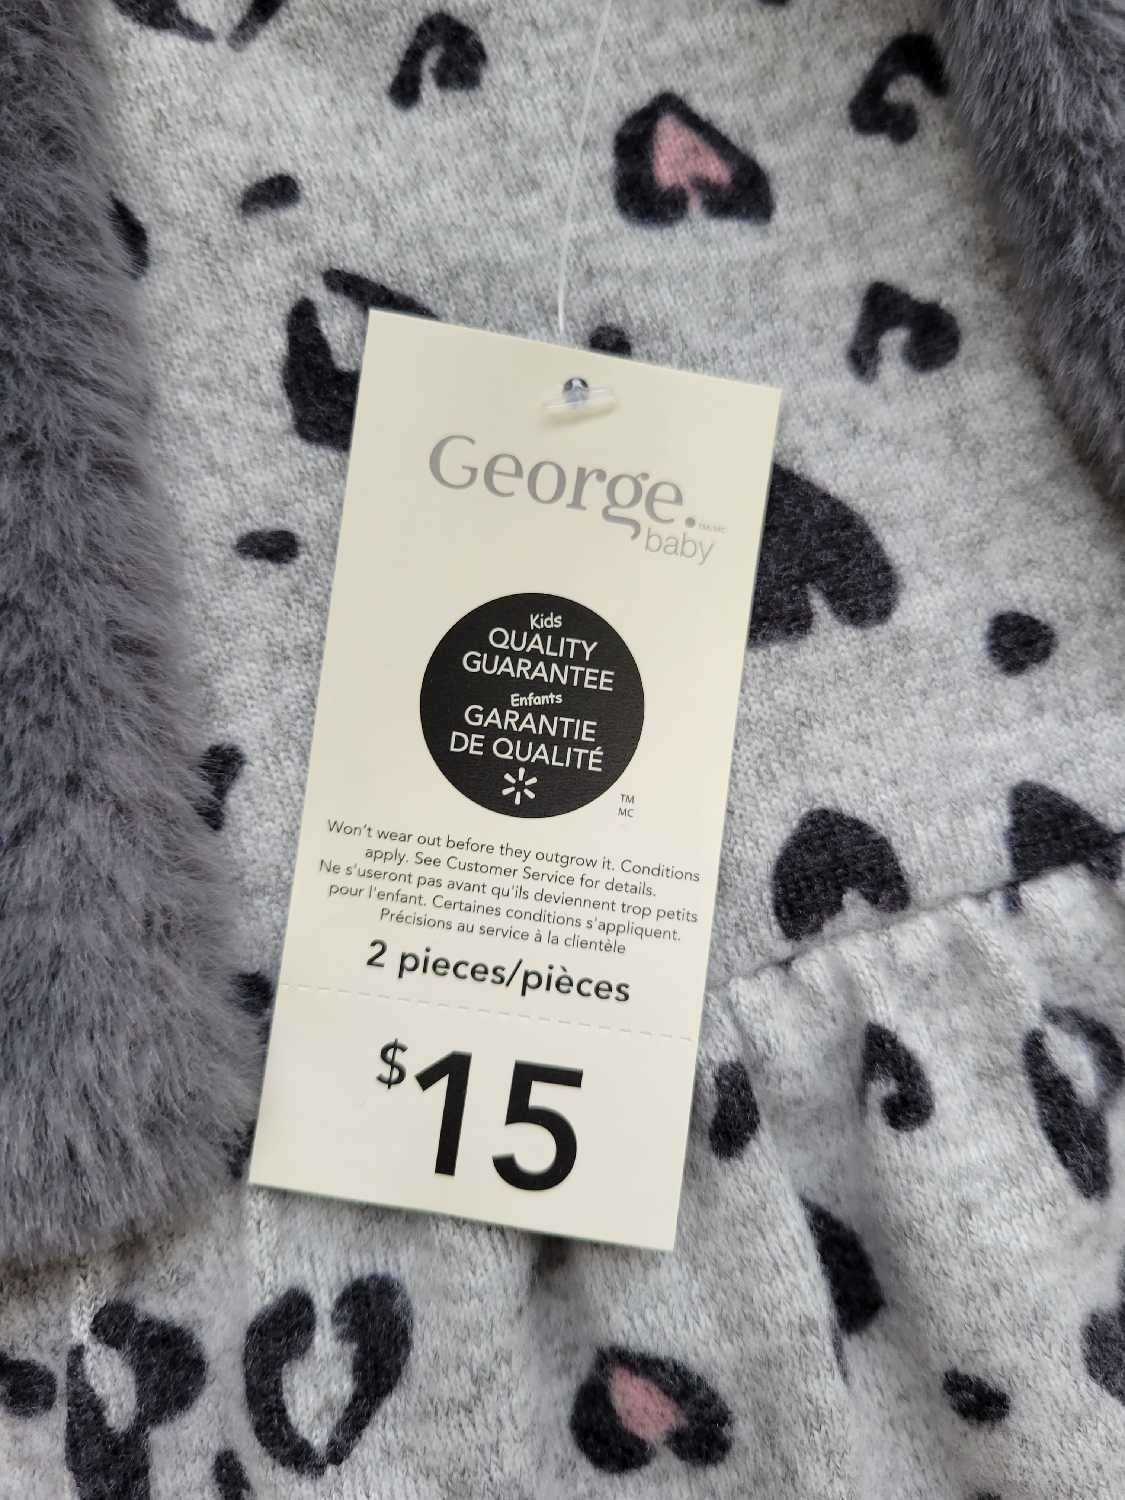 George.
TM/MC
baby
Kids
QUALITY
GUARANTEE
Enfants
GARANTIE
DE QUALITÉ
TM
MC
Won't wear out before they outgrow it. Conditions
apply. See Customer Service for details.
Ne s'useront pas avant qu'ils deviennent trop petits
pour l'enfant. Certaines conditions s'appliquent.
Précisions au service à la clientèle
2 pieces/pièces
$15